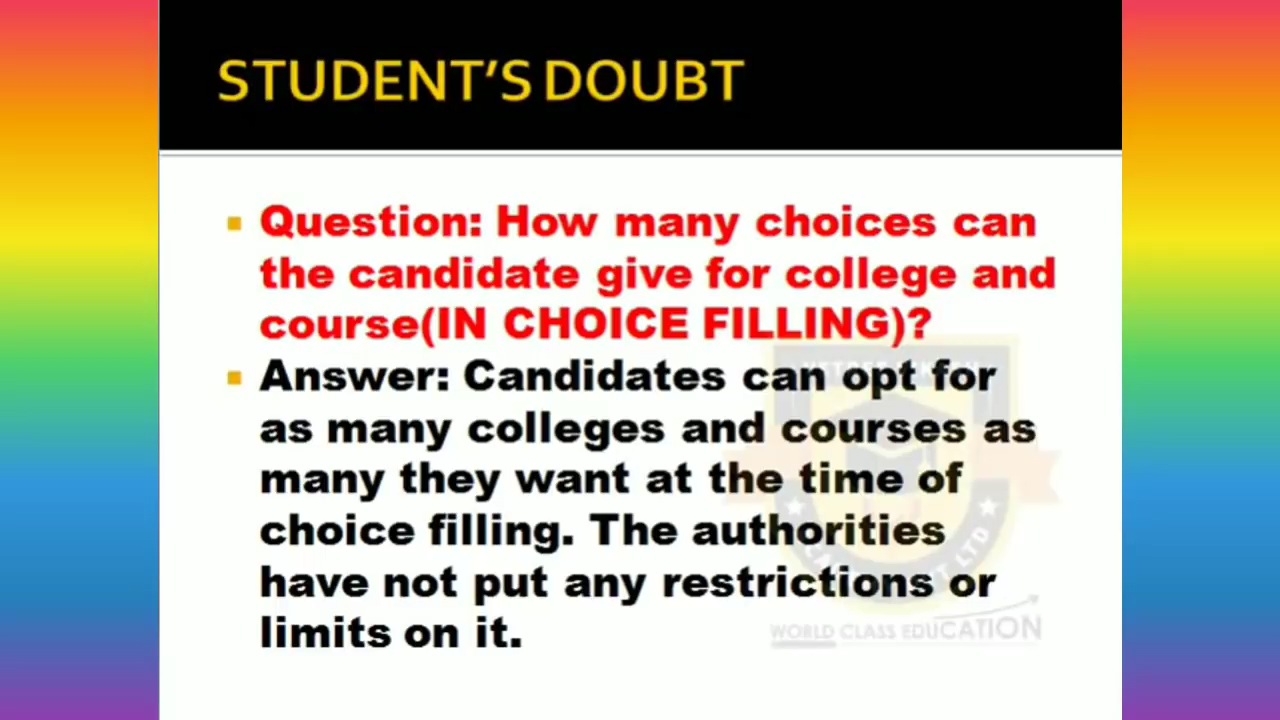 STUDENT'S DOUBT
Question: How many choices can
the candidate give for college and
course(IN CHOICE FILLING)?
Answer: Candidates can opt for
as many colleges and courses as
many they want at the time of
choice filling. The authorities
have not put any restrictions or
limits on it.
WORLD CLASS EDUCATION